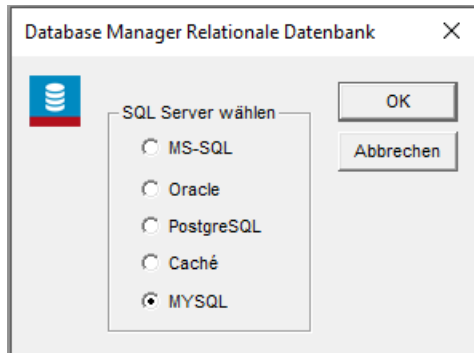 Database Manager Relationale Datenbank
SQL Server wählen
MS-SQL
Oracle
PostgreSQL
Caché
MYSQL
OK
Abbrechen